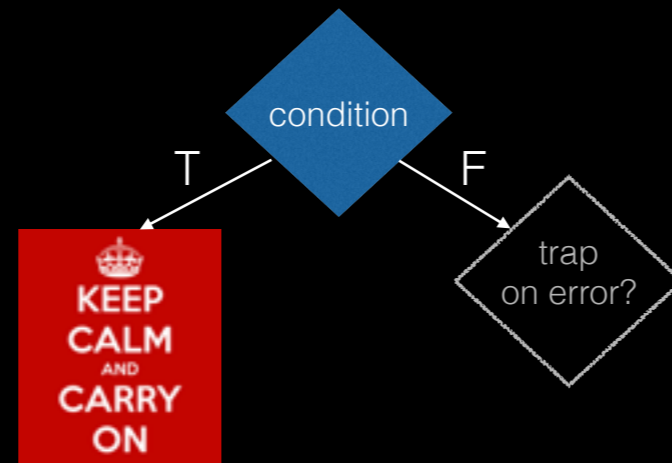 condition
T
F
trap
on error?
KEEP
CALM
AND
CARRY
ON